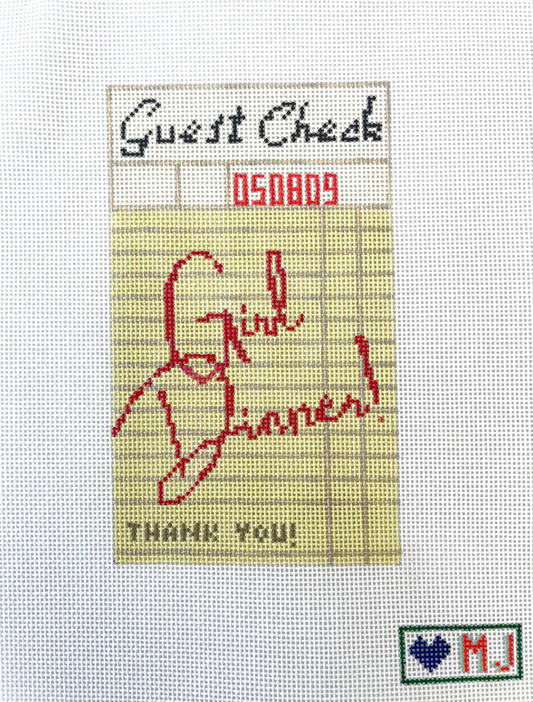 Guest Check
050809
Girl
Dinner!
THANK YOU!
MJ